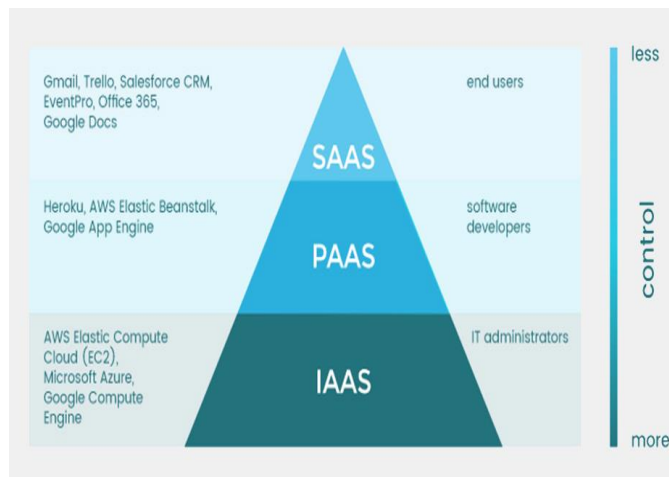 Gmail, Trello, Salesforce CRM,
EventPro, Office 365,
Google Docs
SAAS
end users
Heroku, AWS Elastic Beanstalk,
Google App Engine
PAAS
software
developers
AWS Elastic Compute
Cloud (EC2),
Microsoft Azure,
Google Compute
Engine
IAAS
IT administrators
less
control
more